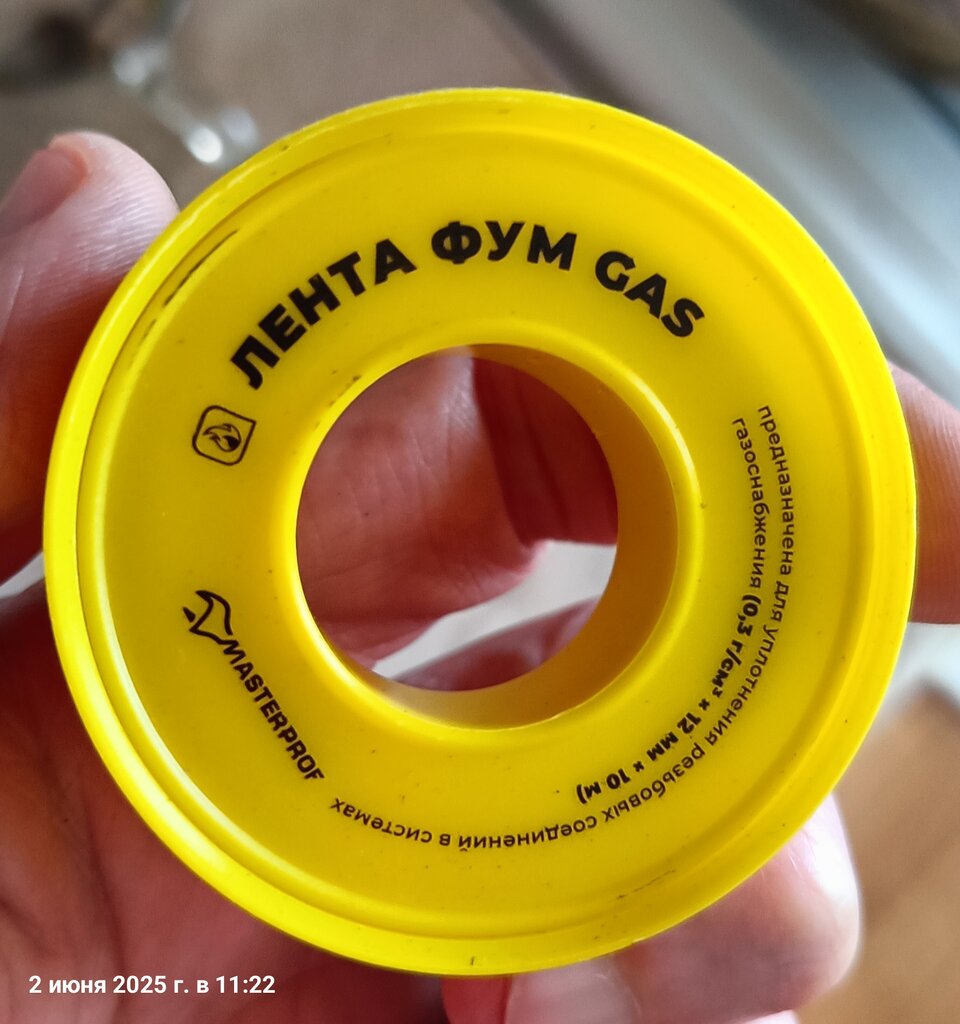 ЛЕНТА ФУМ GAS
предназначена для уплотнения резьбовых соединений в системах
газоснабжения (0,3 г/см³ × 12 мм × 10 м)
MASTERPROF
2 июня 2025 г. в 11:22